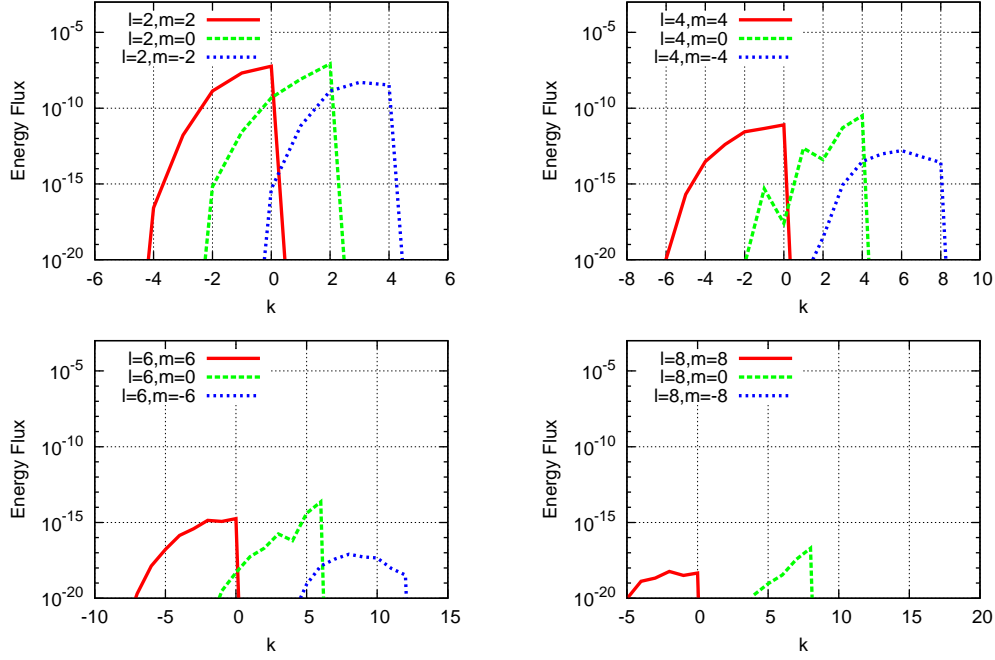 l=2,m=2
l=2,m=0
l=2,m=-2
10^-5
10^-10
10^-15
10^-20
Energy Flux
-6 -4 -2 0 2 4 6
k
l=4,m=4
l=4,m=0
l=4,m=-4
10^-5
10^-10
10^-15
10^-20
Energy Flux
-8 -6 -4 -2 0 2 4 6 8 10
k
l=6,m=6
l=6,m=0
l=6,m=-6
10^-5
10^-10
10^-15
10^-20
Energy Flux
-10 -5 0 5 10 15
k
l=8,m=8
l=8,m=0
l=8,m=-8
10^-5
10^-10
10^-15
10^-20
Energy Flux
-5 0 5 10 15 20
k